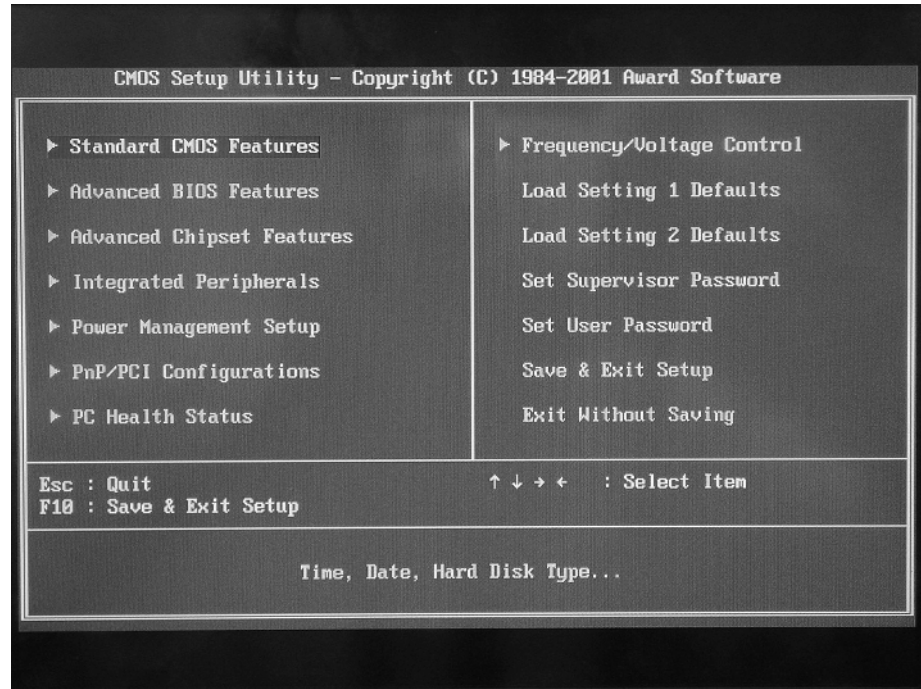 CMOS Setup Utility – Copyright (C) 1984–2001 Award Software
▶ Standard CMOS Features
▶ Advanced BIOS Features
▶ Advanced Chipset Features
▶ Integrated Peripherals
▶ Power Management Setup
▶ PnP/PCI Configurations
▶ PC Health Status
▶ Frequency/Voltage Control
Load Setting 1 Defaults
Load Setting 2 Defaults
Set Supervisor Password
Set User Password
Save & Exit Setup
Exit Without Saving
Esc : Quit
F10 : Save & Exit Setup
↑ ↓ → ← : Select Item
Time, Date, Hard Disk Type...